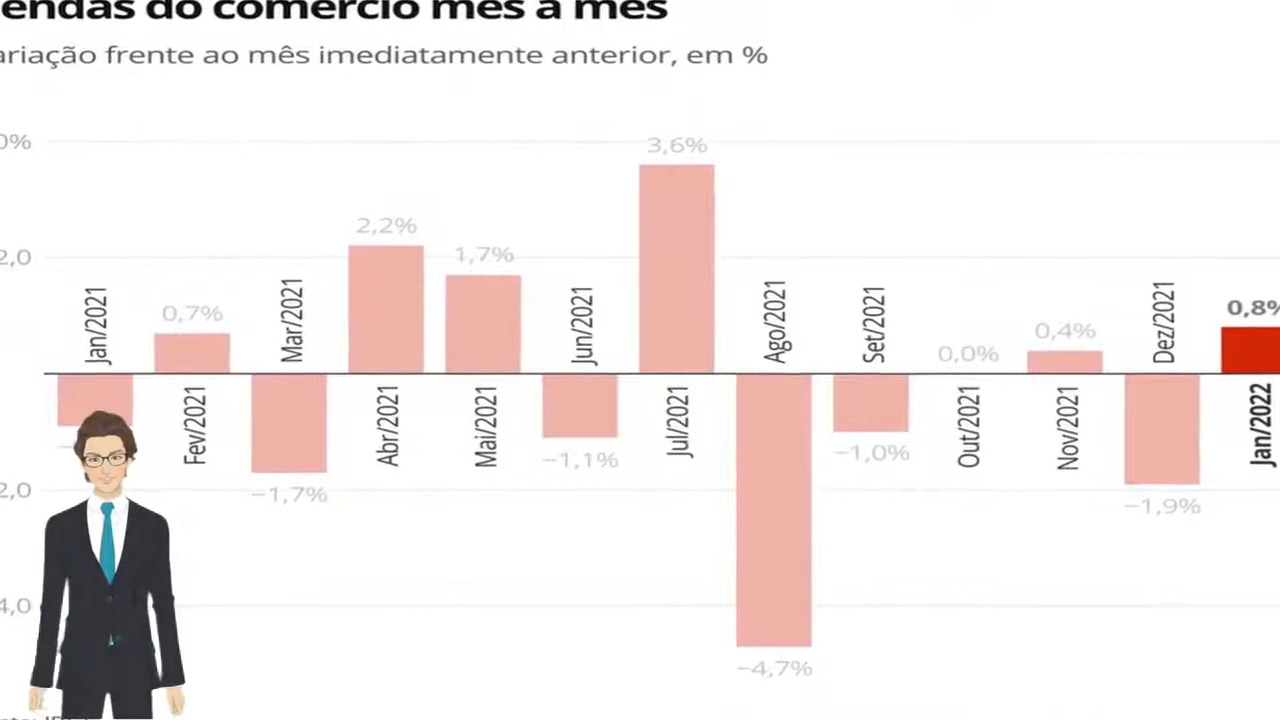 endas do comércio mês a mês
ariação frente ao mês imediatamente anterior, em %
0%
3,6%
2,2%
1,7%
2,0
0,7%
Jan/2021
Mar/2021
Jun/2021
Ago/2021
Set/2021
Dez/2021
0,0%
0,4%
0,8%
Fev/2021
Abr/2021
Mai/2021
Jul/2021
Out/2021
Nov/2021
Jan/2022
−1,1%
−1,0%
2,0
−1,7%
−1,9%
4,0
−4,7%